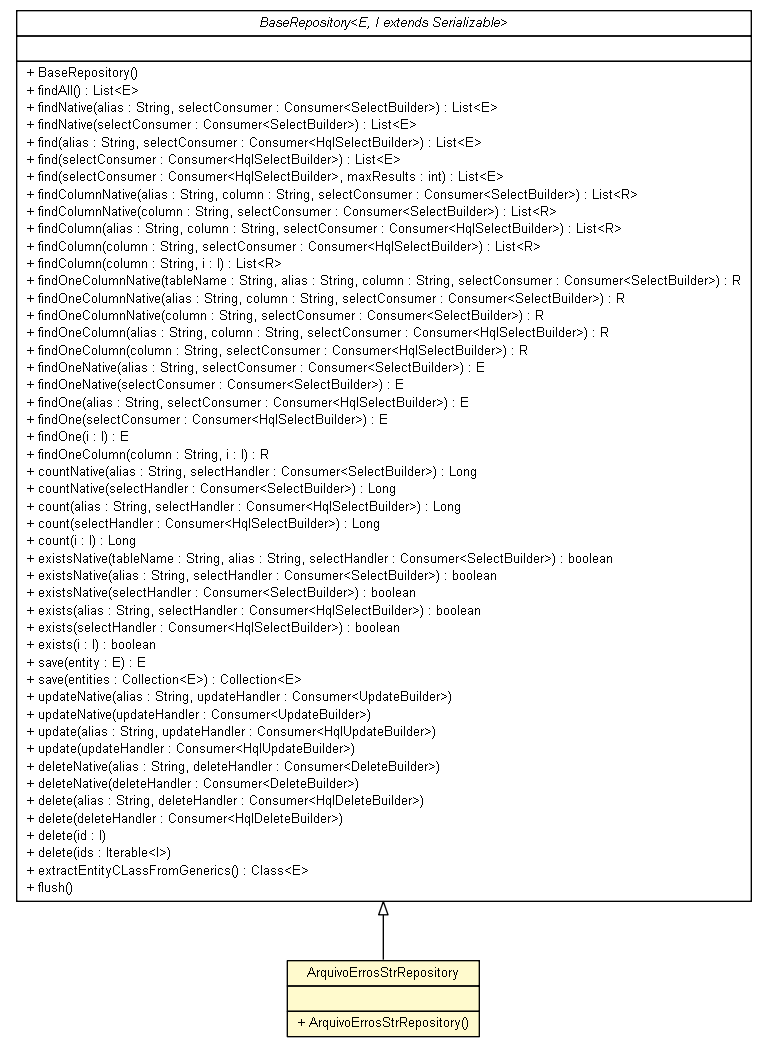 BaseRepository<E, I extends Serializable>
+ BaseRepository()
+ findAll() : List<E>
+ findNative(alias : String, selectConsumer : Consumer<SelectBuilder>) : List<E>
+ findNative(selectConsumer : Consumer<SelectBuilder>) : List<E>
+ find(alias : String, selectConsumer : Consumer<HqlSelectBuilder>) : List<E>
+ find(selectConsumer : Consumer<HqlSelectBuilder>) : List<E>
+ find(selectConsumer : Consumer<HqlSelectBuilder>, maxResults : int) : List<E>
+ findColumnNative(alias : String, column : String, selectConsumer : Consumer<SelectBuilder>) : List<R>
+ findColumnNative(column : String, selectConsumer : Consumer<SelectBuilder>) : List<R>
+ findColumn(alias : String, column : String, selectConsumer : Consumer<HqlSelectBuilder>) : List<R>
+ findColumn(column : String, selectConsumer : Consumer<HqlSelectBuilder>) : List<R>
+ findColumn(column : String, i : I) : List<R>
+ findOneColumnNative(tableName : String, alias : String, column : String, selectConsumer : Consumer<SelectBuilder>) : R
+ findOneColumnNative(alias : String, column : String, selectConsumer : Consumer<SelectBuilder>) : R
+ findOneColumnNative(column : String, selectConsumer : Consumer<SelectBuilder>) : R
+ findOneColumn(alias : String, column : String, selectConsumer : Consumer<HqlSelectBuilder>) : R
+ findOneColumn(column : String, selectConsumer : Consumer<HqlSelectBuilder>) : R
+ findOneNative(alias : String, selectConsumer : Consumer<SelectBuilder>) : E
+ findOneNative(selectConsumer : Consumer<SelectBuilder>) : E
+ findOne(alias : String, selectConsumer : Consumer<HqlSelectBuilder>) : E
+ findOne(selectConsumer : Consumer<HqlSelectBuilder>) : E
+ findOne(i : I) : E
+ findOneColumn(column : String, i : I) : R
+ countNative(alias : String, selectHandler : Consumer<SelectBuilder>) : Long
+ countNative(selectHandler : Consumer<SelectBuilder>) : Long
+ count(alias : String, selectHandler : Consumer<HqlSelectBuilder>) : Long
+ count(selectHandler : Consumer<HqlSelectBuilder>) : Long
+ count(i : I) : Long
+ existsNative(tableName : String, alias : String, selectHandler : Consumer<SelectBuilder>) : boolean
+ existsNative(alias : String, selectHandler : Consumer<SelectBuilder>) : boolean
+ existsNative(selectHandler : Consumer<SelectBuilder>) : boolean
+ exists(alias : String, selectHandler : Consumer<HqlSelectBuilder>) : boolean
+ exists(selectHandler : Consumer<HqlSelectBuilder>) : boolean
+ exists(i : I) : boolean
+ save(entity : E) : E
+ save(entities : Collection<E>) : Collection<E>
+ updateNative(alias : String, updateHandler : Consumer<UpdateBuilder>)
+ updateNative(updateHandler : Consumer<UpdateBuilder>)
+ update(alias : String, updateHandler : Consumer<HqlUpdateBuilder>)
+ update(updateHandler : Consumer<HqlUpdateBuilder>)
+ deleteNative(alias : String, deleteHandler : Consumer<DeleteBuilder>)
+ deleteNative(deleteHandler : Consumer<DeleteBuilder>)
+ delete(alias : String, deleteHandler : Consumer<HqlDeleteBuilder>)
+ delete(deleteHandler : Consumer<HqlDeleteBuilder>)
+ delete(id : I)
+ delete(ids : Iterable<I>)
+ extractEntityCLassFromGenerics() : Class<E>
+ flush()
ArquivoErrosStrRepository
+ ArquivoErrosStrRepository()